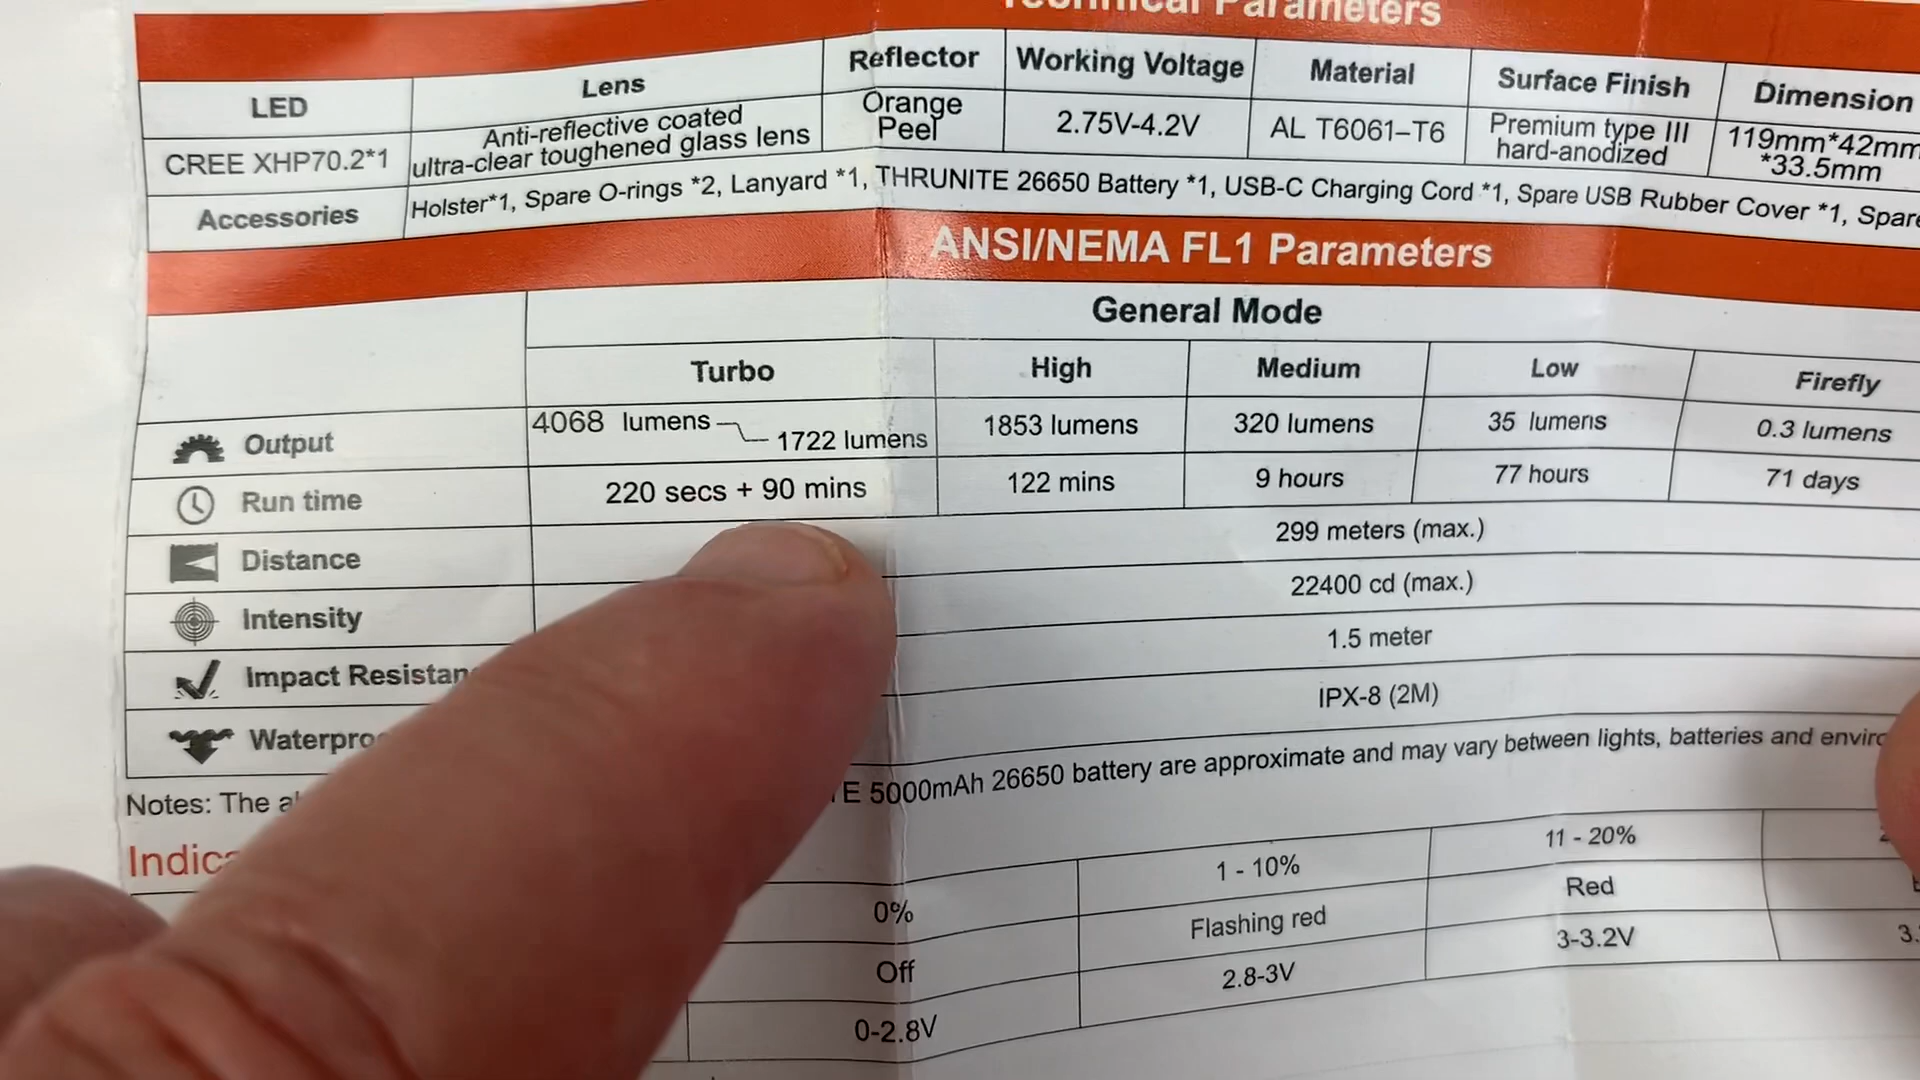 Technical Parameters
LED Lens Reflector Working Voltage Material Surface Finish Dimension
CREE XHP70.2*1 Anti-reflective coated ultra-clear toughened glass lens Orange Peel 2.75V-4.2V AL T6061-T6 Premium type III hard-anodized 119mm*42mm *33.5mm
Accessories Holster*1, Spare O-rings *2, Lanyard *1, THRUNITE 26650 Battery *1, USB-C Charging Cord *1, Spare USB Rubber Cover *1, Spare
ANSI/NEMA FL1 Parameters
General Mode
Turbo High Medium Low Firefly
Output 4068 lumens 1722 lumens 1853 lumens 320 lumens 35 lumens 0.3 lumens
Run time 220 secs + 90 mins 122 mins 9 hours 77 hours 71 days
Distance 299 meters (max.)
Intensity 22400 cd (max.)
Impact Resistan 1.5 meter
Waterpro IPX-8 (2M)
Notes: The E 5000mAh 26650 battery are approximate and may vary between lights, batteries and enviro
Indic
0% 1 - 10% 11 - 20%
Off Flashing red Red
0-2.8V 2.8-3V 3-3.2V 3.